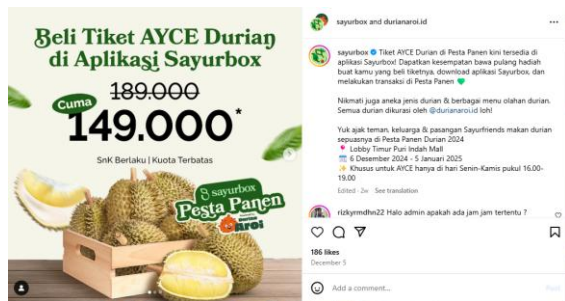 Beli Tiket AYCE Durian
di Aplikasi Sayurbox
189.000
Cuma
149.000*
SnK Berlaku | Kuota Terbatas
sayurbox
Pesta Panen
Durian
Aroi
sayurbox and durianaroi.id
sayurbox Tiket AYCE Durian di Pesta Panen kini tersedia di
aplikasi Sayurbox! Dapatkan kesempatan bawa pulang hadiah
buat kamu yang beli tiketnya, download aplikasi Sayurbox, dan
melakukan transaksi di Pesta Panen 💚
Nikmati juga aneka jenis durian & berbagai menu olahan durian.
Semua durian dikurasi oleh @durianaroi.id loh!
Yuk ajak teman, keluarga & pasangan Sayurfriends makan durian
sepuasnya di Pesta Panen Durian 2024
📍 Lobby Timur Puri Indah Mall
🗓️ 6 Desember 2024 - 5 Januari 2025
✨ Khusus untuk AYCE hanya di hari Senin-Kamis pukul 16.00-
19.00
Edited · 2w See translation
rizkyrmdhn22 Halo admin apakah ada jam jam tertentu ?
186 likes
December 5
Add a comment...
Post